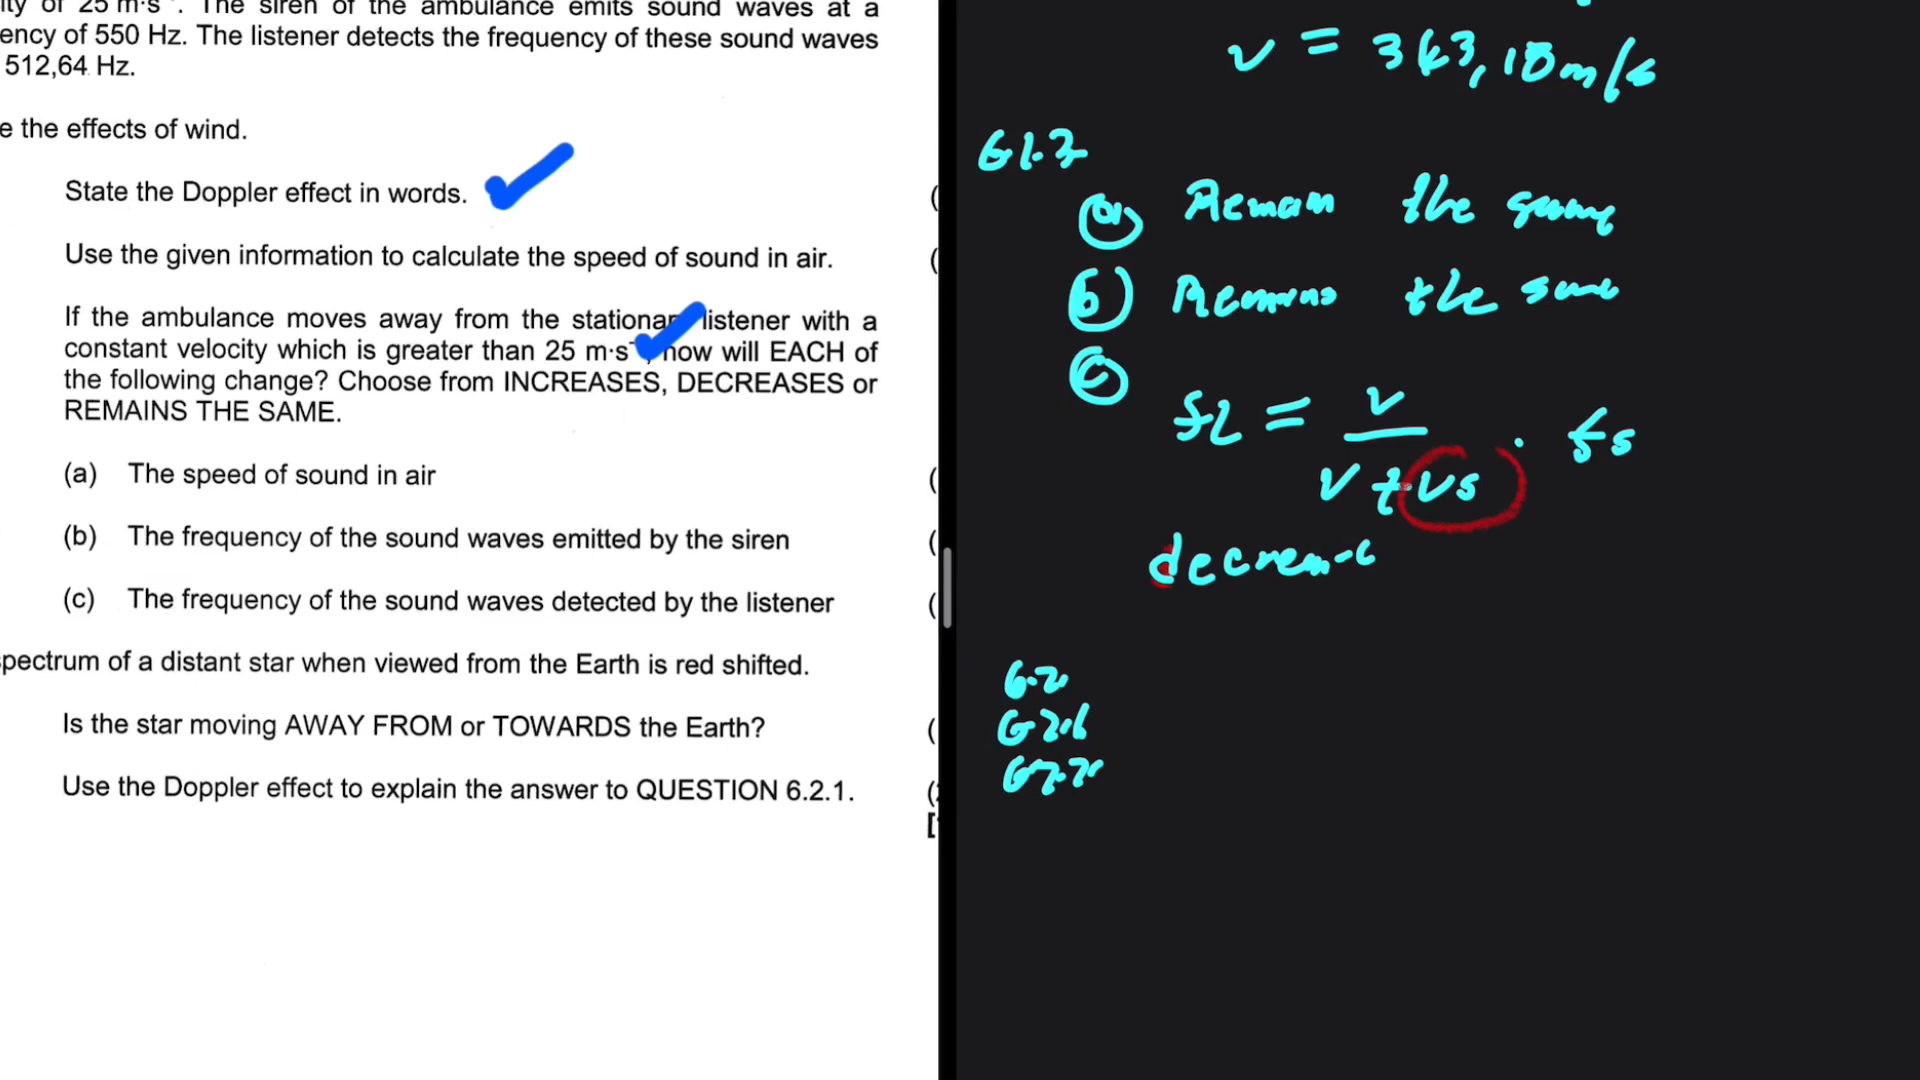 ity of 25 m·s⁻¹. The siren of the ambulance emits sound waves at a
ency of 550 Hz. The listener detects the frequency of these sound waves
512,64 Hz.
e the effects of wind.
State the Doppler effect in words. (
Use the given information to calculate the speed of sound in air. (
If the ambulance moves away from the stationary listener with a
constant velocity which is greater than 25 m·s⁻¹, how will EACH of
the following change? Choose from INCREASES, DECREASES or
REMAINS THE SAME.
(a) The speed of sound in air (
(b) The frequency of the sound waves emitted by the siren (
(c) The frequency of the sound waves detected by the listener (
spectrum of a distant star when viewed from the Earth is red shifted.
Is the star moving AWAY FROM or TOWARDS the Earth? (
Use the Doppler effect to explain the answer to QUESTION 6.2.1. (2
[1
v = 343,18 m/s
61.3
(a) Remain the same
(b) Remains the same
(c)
fL = v / v + vs . fs
6.2